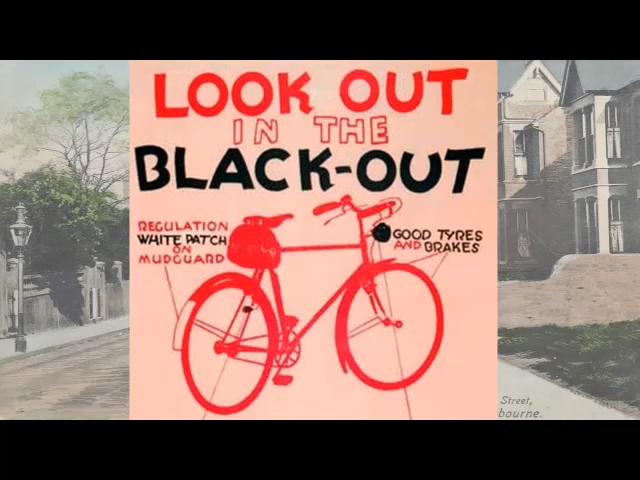 LOOK OUT
IN THE
BLACK-OUT
REGULATION
WHITE PATCH
ON
MUDGUARD
GOOD TYRES
AND BRAKES
Street,
bourne.